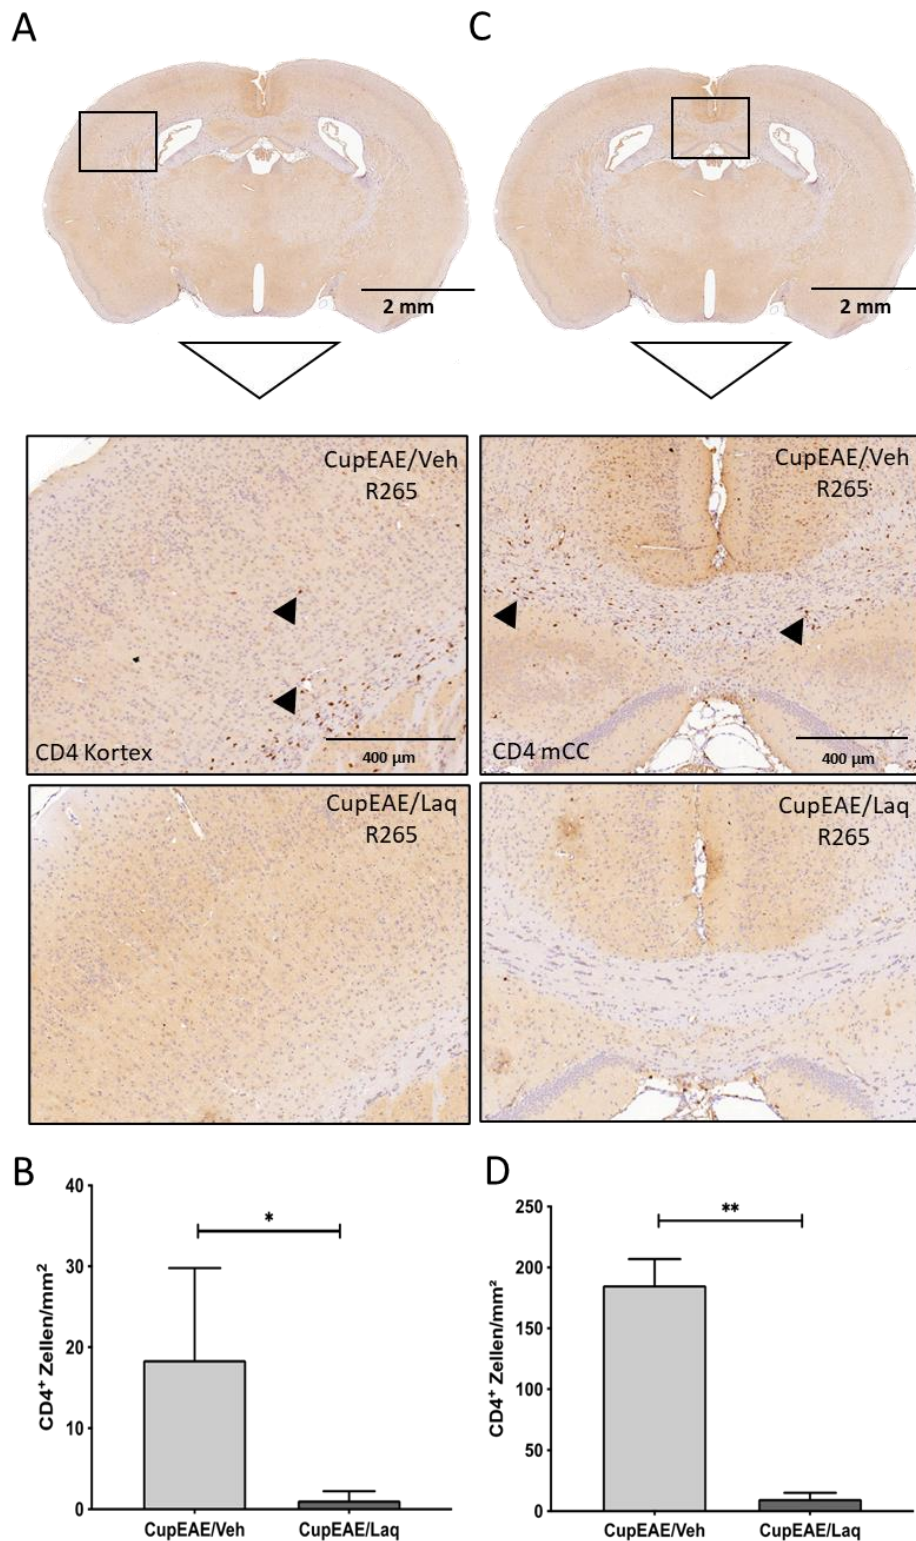 A
C
2 mm
2 mm
CupEAE/Veh
R265
CD4 Kortex
400 µm
CupEAE/Veh
R265
CD4 mCC
400 µm
CupEAE/Laq
R265
CupEAE/Laq
R265
B
CD4⁺ Zellen/mm²
40
30
20
10
0
*
CupEAE/Veh
CupEAE/Laq
D
CD4⁺ Zellen/mm²
250
200
150
100
50
0
**
CupEAE/Veh
CupEAE/Laq